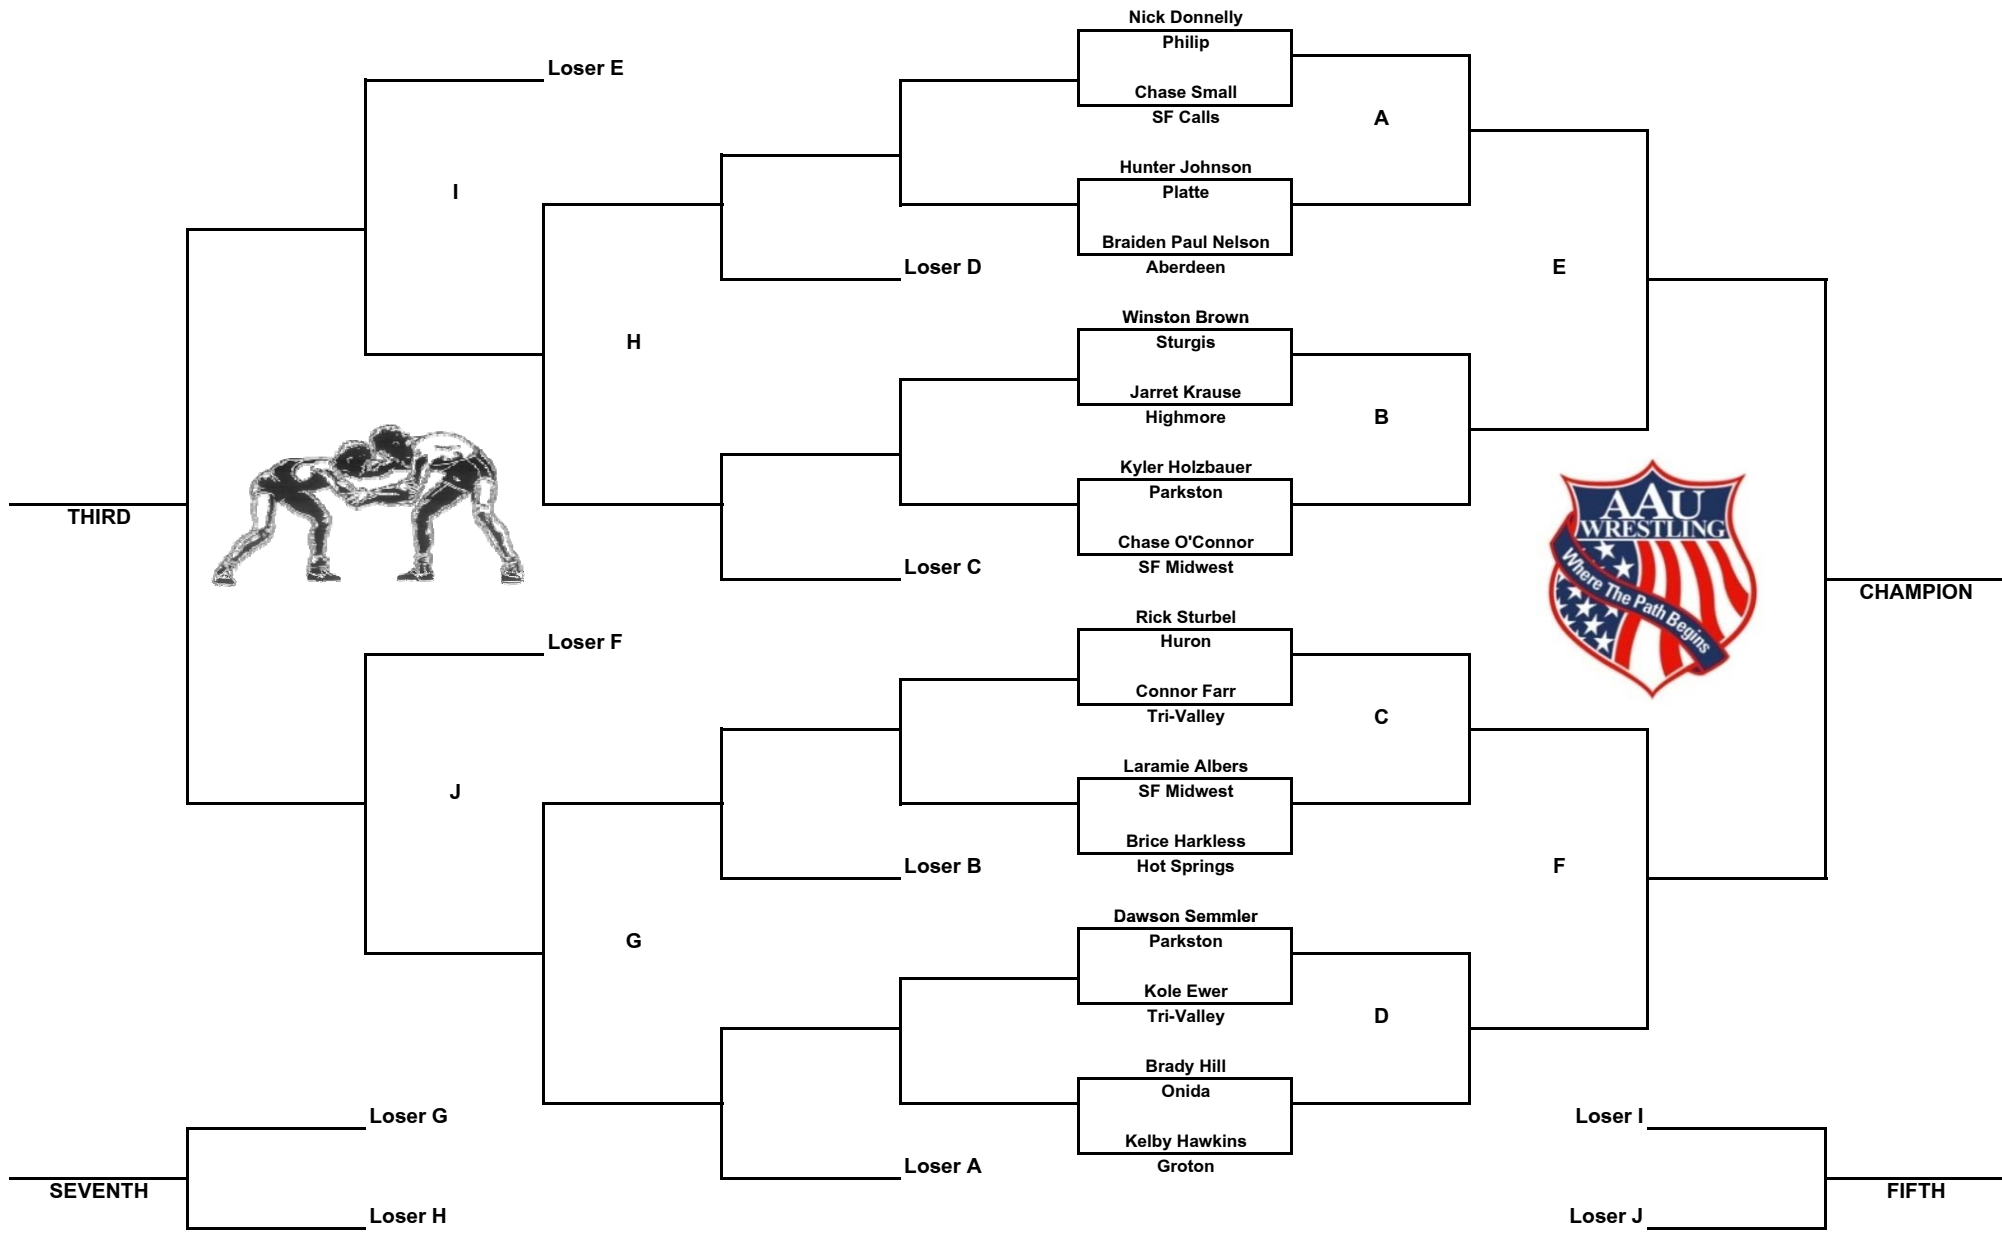 Nick Donnelly
Philip
Loser E
Chase Small
SF Calls
A
Hunter Johnson
Platte
I
Braiden Paul Nelson
Aberdeen
Loser D
E
Winston Brown
Sturgis
H
Jarret Krause
Highmore
B
Kyler Holzbauer
Parkston
THIRD
Chase O'Connor
SF Midwest
Loser C
AAU
WRESTLING
Where The Path Begins
CHAMPION
Rick Sturbel
Huron
Loser F
Connor Farr
Tri-Valley
C
Laramie Albers
SF Midwest
J
Brice Harkless
Hot Springs
Loser B
F
Dawson Semmler
Parkston
G
Kole Ewer
Tri-Valley
D
Brady Hill
Onida
Loser G
Loser I
Kelby Hawkins
Groton
Loser A
SEVENTH
FIFTH
Loser H
Loser J